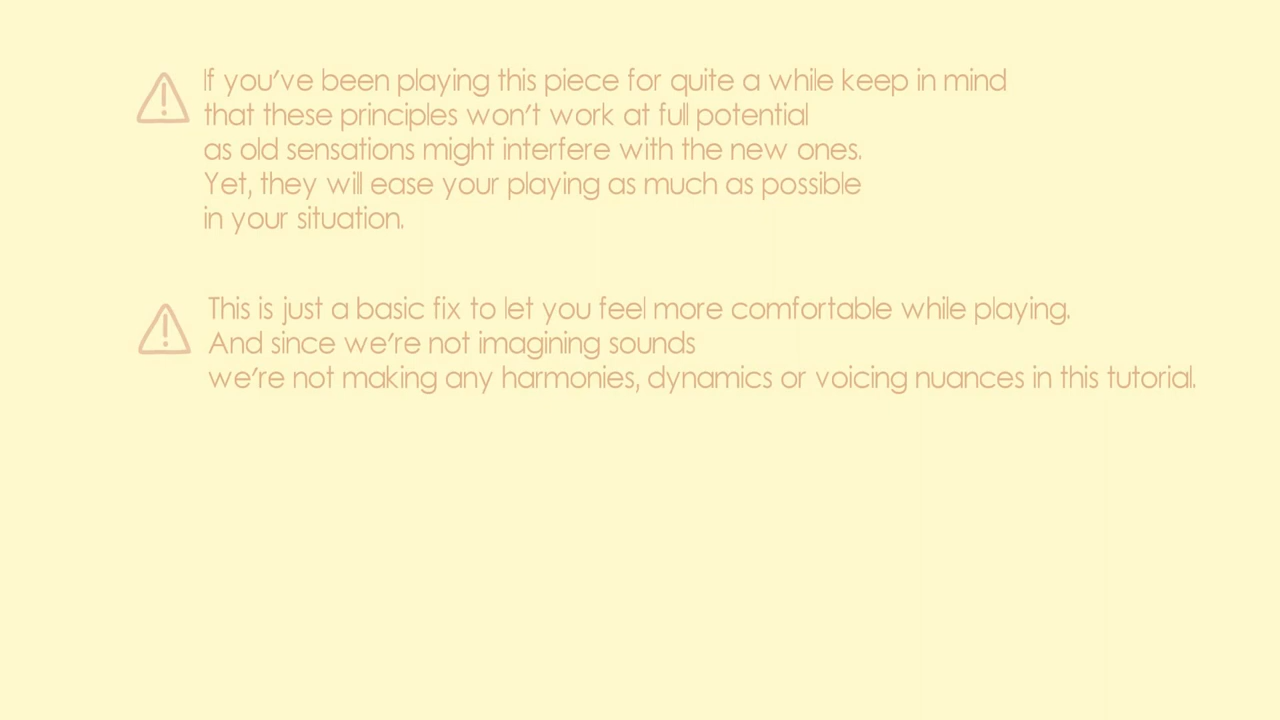 If you've been playing this piece for quite a while keep in mind
that these principles won't work at full potential
as old sensations might interfere with the new ones.
Yet, they will ease your playing as much as possible
in your situation.
This is just a basic fix to let you feel more comfortable while playing.
And since we're not imagining sounds
we're not making any harmonies, dynamics or voicing nuances in this tutorial.